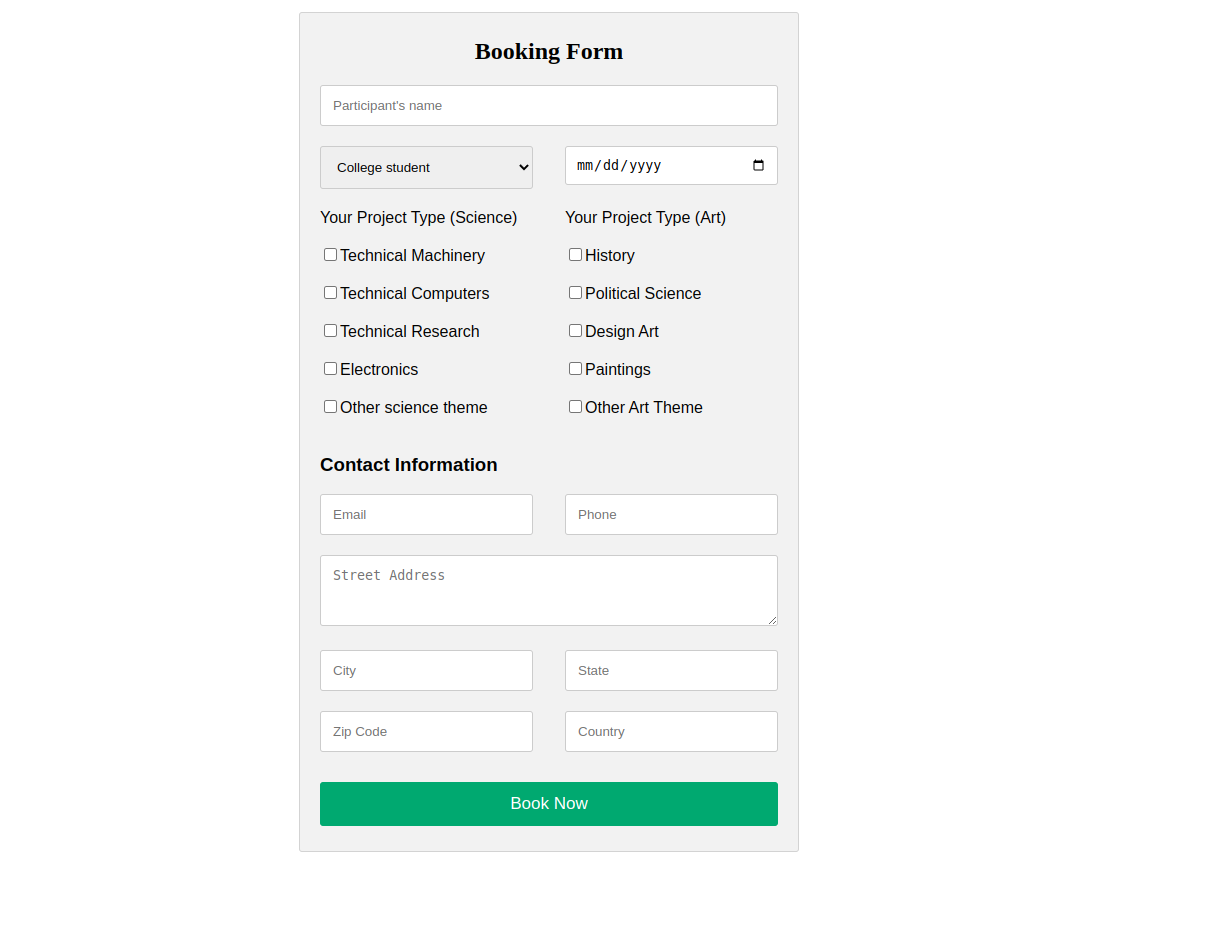 Booking Form
Participant's name
College student
mm/dd/yyyy
Your Project Type (Science)
Your Project Type (Art)
Technical Machinery
History
Technical Computers
Political Science
Technical Research
Design Art
Electronics
Paintings
Other science theme
Other Art Theme
Contact Information
Email
Phone
Street Address
City
State
Zip Code
Country
Book Now